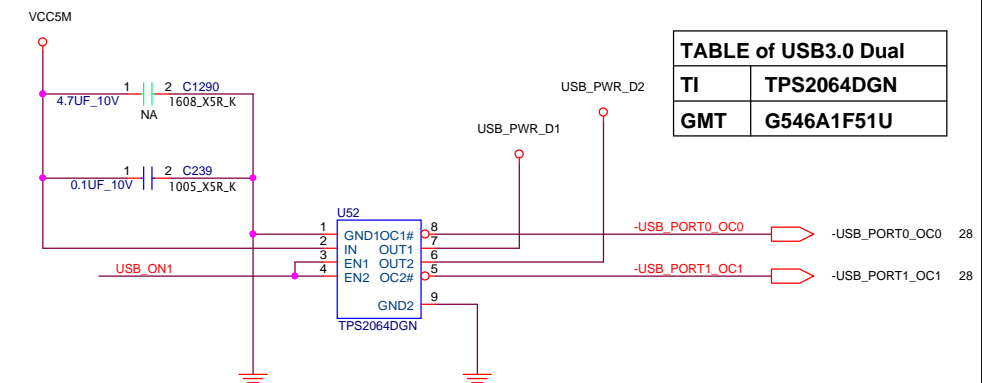 VCC5M
TABLE of USB3.0 Dual
TI TPS2064DGN
GMT G546A1F51U
1 2 C1290
4.7UF_10V 1608_X5R_K
NA
USB_PWR_D2
USB_PWR_D1
1 2 C239
0.1UF_10V 1005_X5R_K
U52
1 GND1 OC1# 8 -USB_PORT0_OC0 -USB_PORT0_OC0 28
2 IN OUT1 7
3 EN1 OUT2 6
USB_ON1 4 EN2 OC2# 5 -USB_PORT1_OC1 -USB_PORT1_OC1 28
GND2 9
TPS2064DGN